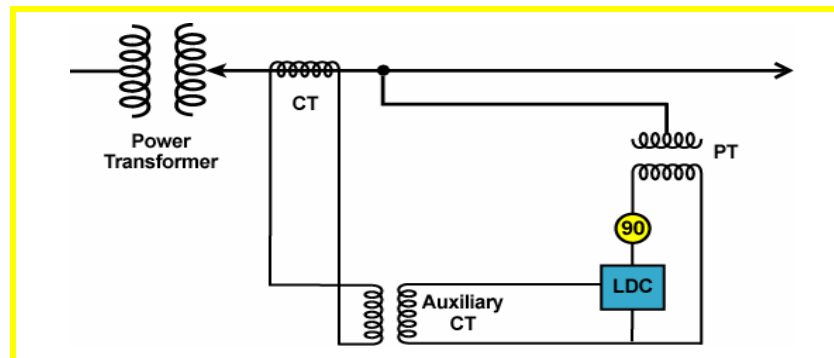 CT
Power
Transformer
PT
90
LDC
Auxiliary
CT